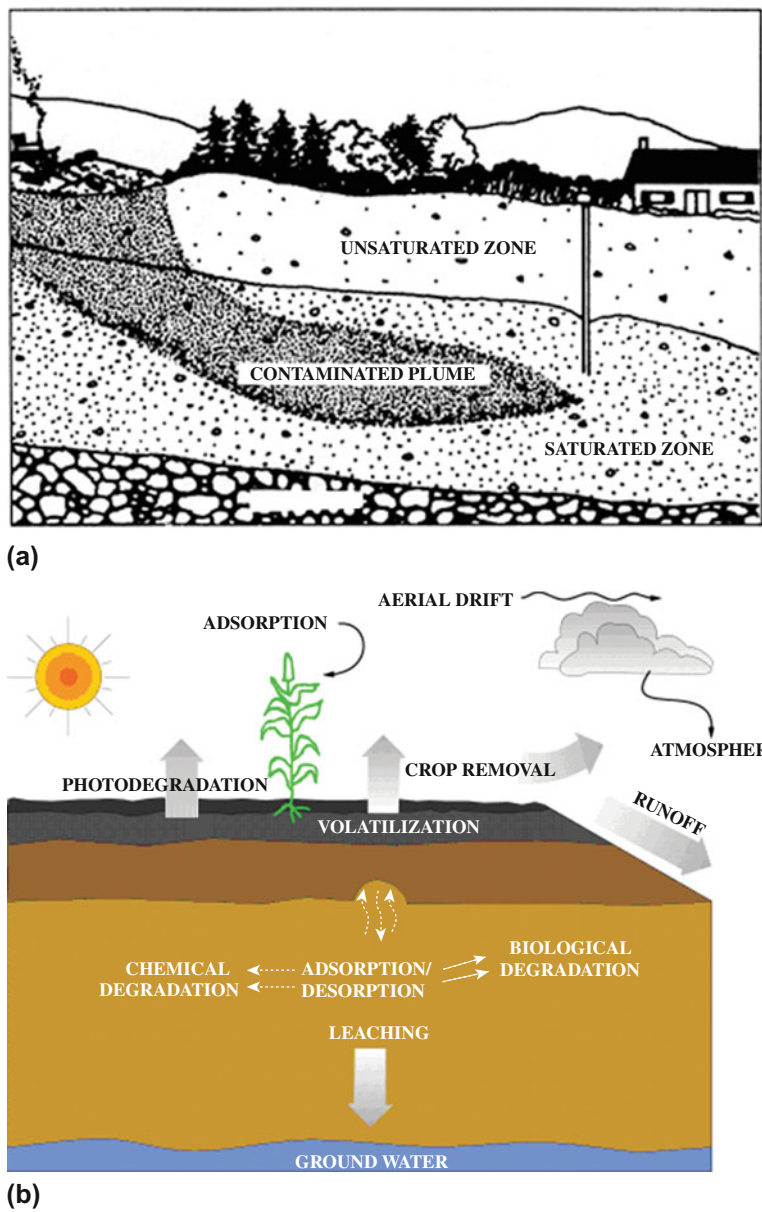 UNSATURATED ZONE
CONTAMINATED PLUME
SATURATED ZONE
(a)
AERIAL DRIFT
ADSORPTION
ATMOSPHER
PHOTODEGRADATION
CROP REMOVAL
RUNOFF
VOLATILIZATION
BIOLOGICAL
DEGRADATION
CHEMICAL
DEGRADATION
ADSORPTION/
DESORPTION
LEACHING
GROUND WATER
(b)